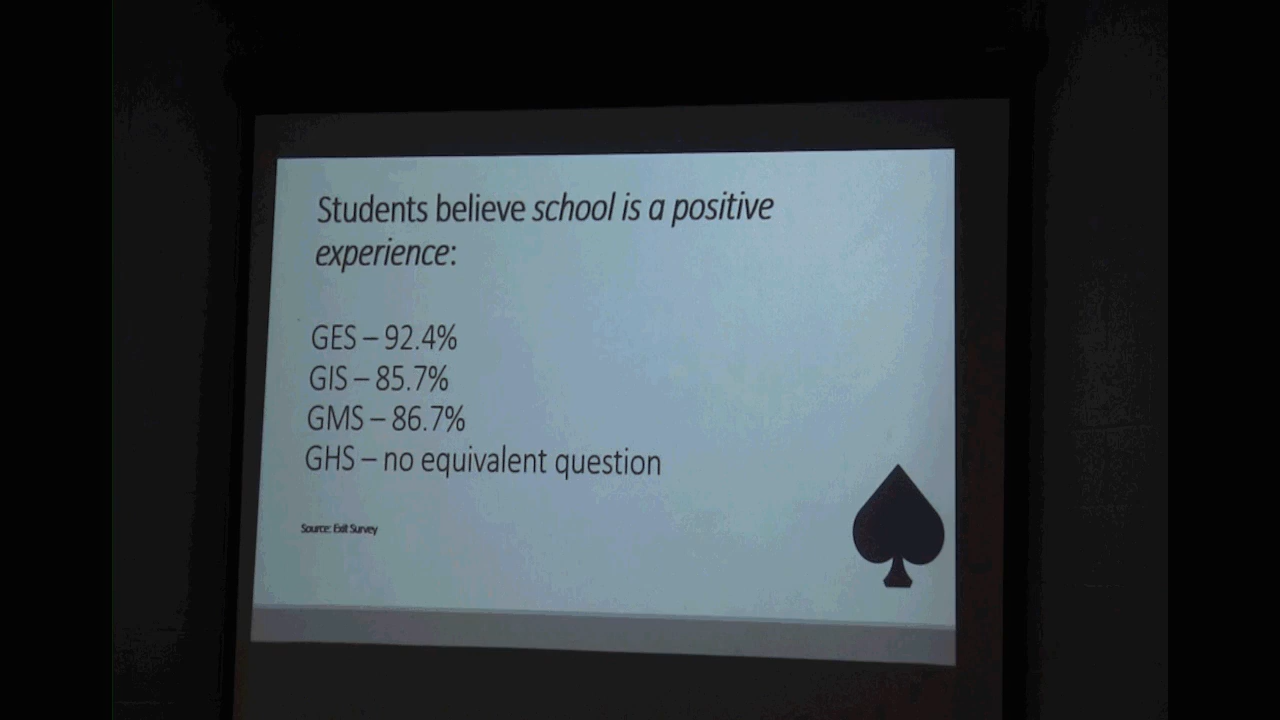 Students believe school is a positive
experience:
GES – 92.4%
GIS – 85.7%
GMS – 86.7%
GHS – no equivalent question
Source: Exit Survey